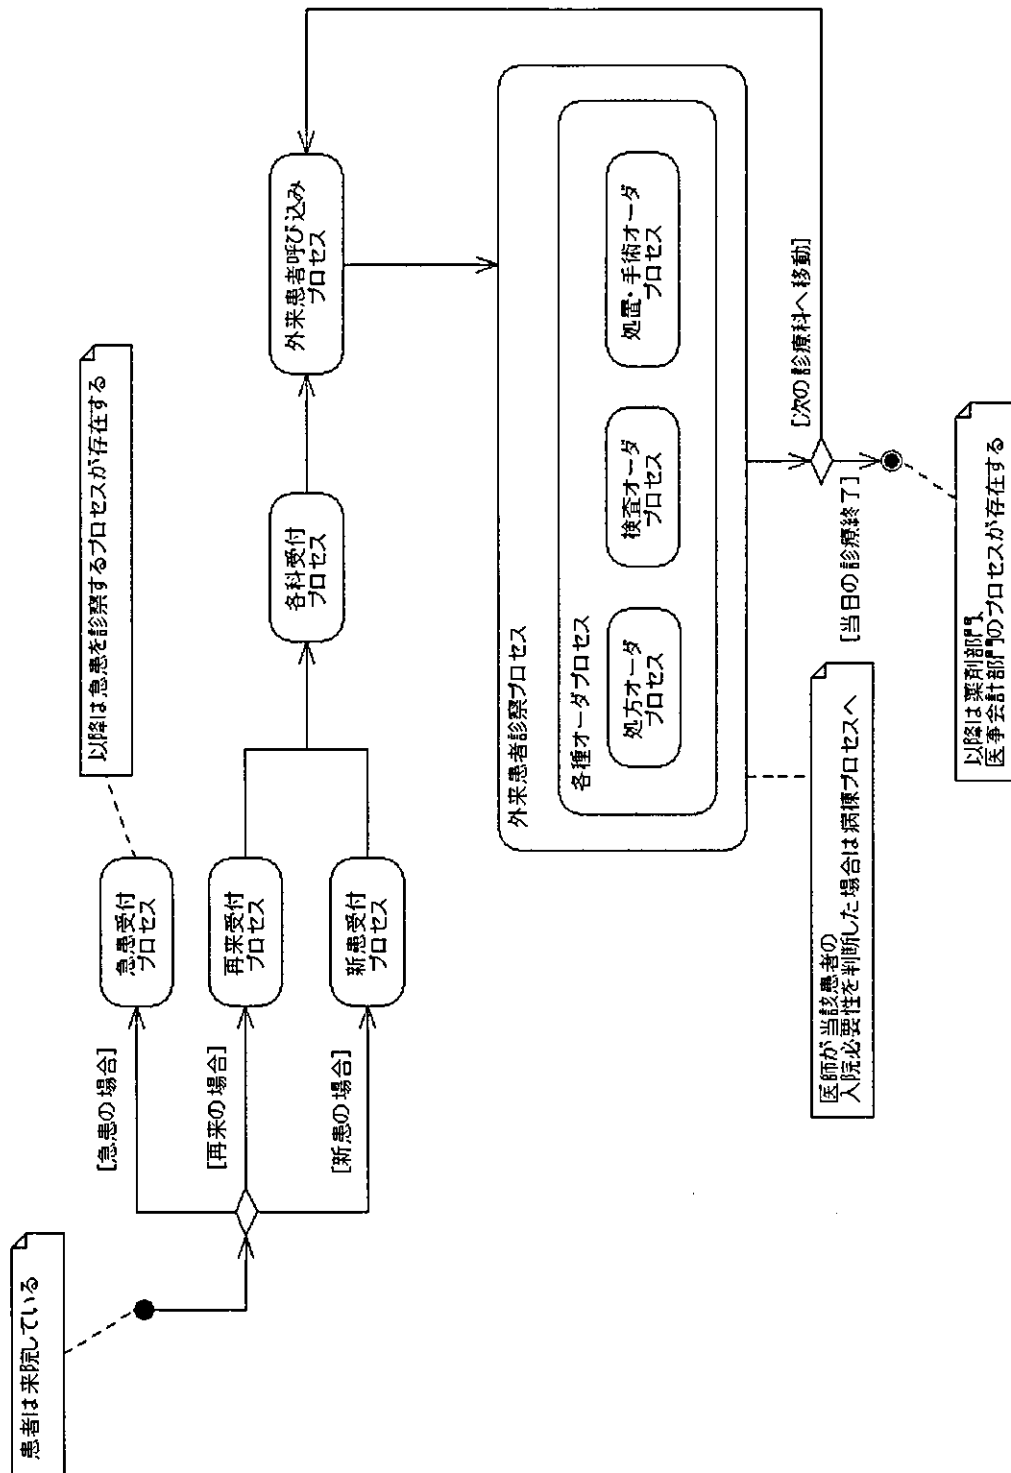 患者は来院している
[急患の場合]
[再来の場合]
[新患の場合]
急患受付
プロセス
再来受付
プロセス
新患受付
プロセス
以降は急患を診察するプロセスが存在する
各科受付
プロセス
外来患者呼び込み
プロセス
外来患者診察プロセス
各種オーダプロセス
処方オーダ
プロセス
検査オーダ
プロセス
処置・手術オーダ
プロセス
医師が当該患者の
入院必要性を判断した場合は病棟プロセスへ
[当日の診療終了]
[次の診療科へ移動]
以降は薬剤部門、
医事会計部門のプロセスが存在する